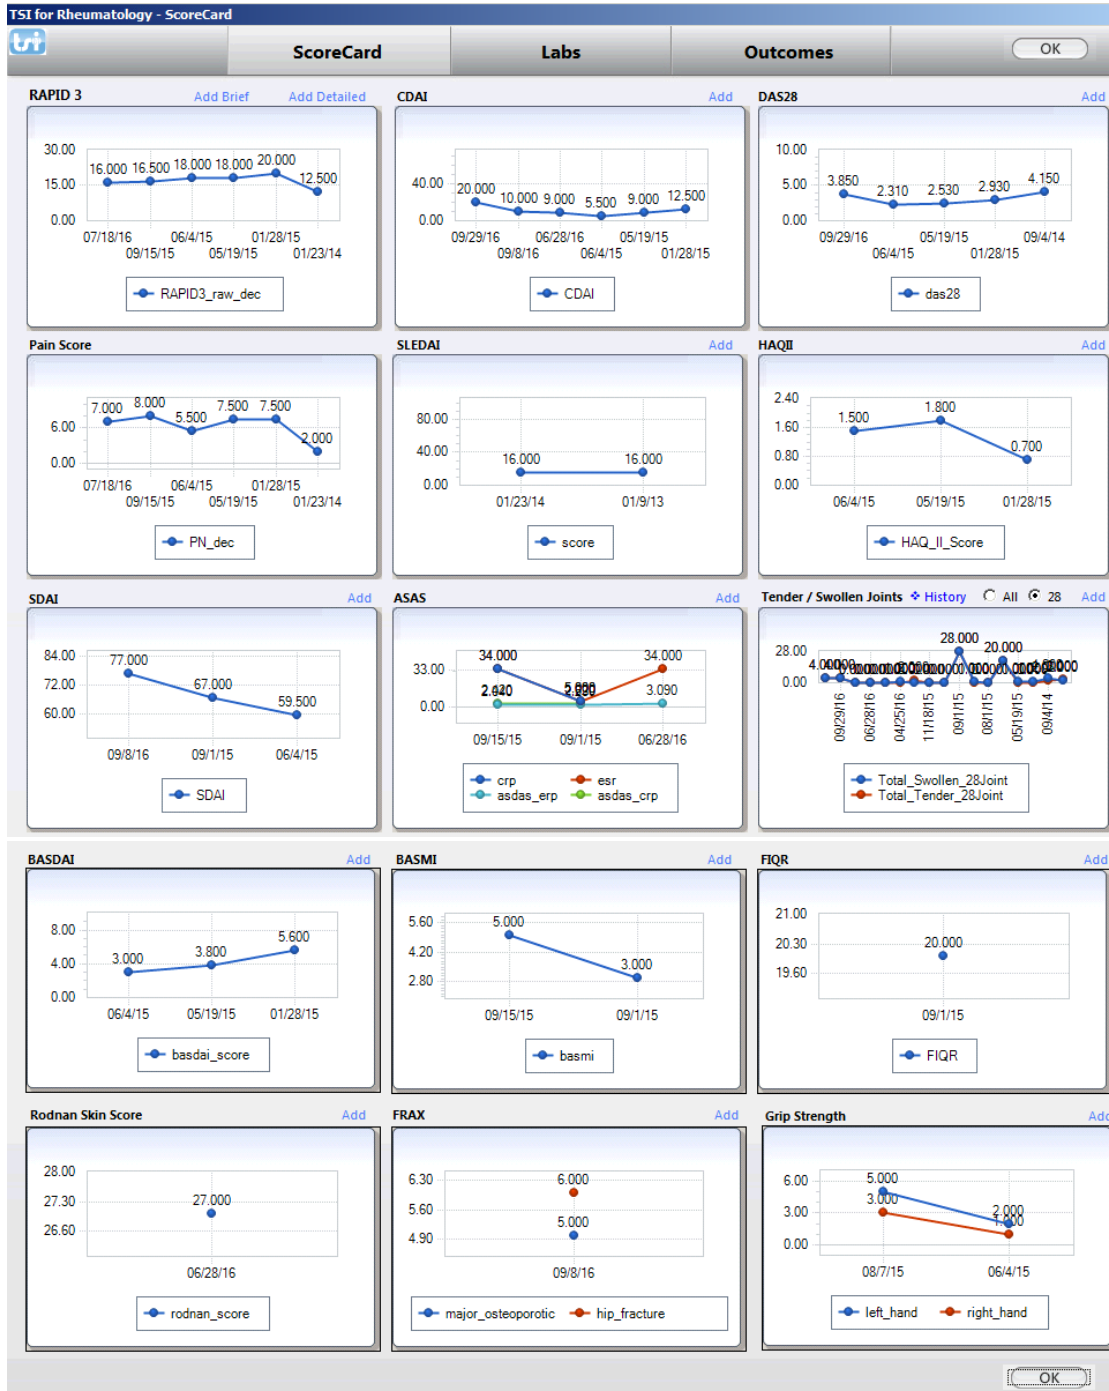 TSI for Rheumatology - ScoreCard
tsi
ScoreCard Labs Outcomes OK
RAPID 3 Add Brief Add Detailed
30.00
15.00
0.00
16.000 16.500 18.000 18.000 20.000 12.500
07/18/16 06/4/15 01/28/15
09/15/15 05/19/15 01/23/14
RAPID3_raw_dec
CDAI Add
40.00
0.00
20.000 10.000 9.000 5.500 9.000 12.500
09/29/16 06/28/16 05/19/15
09/8/16 06/4/15 01/28/15
CDAI
DAS28 Add
10.00
5.00
0.00
3.850 2.310 2.530 2.930 4.150
09/29/16 05/19/15 09/4/14
06/4/15 01/28/15
das28
Pain Score
6.00
0.00
7.000 8.000 5.500 7.500 7.500 2.000
07/18/16 06/4/15 01/28/15
09/15/15 05/19/15 01/23/14
PN_dec
SLEDAI Add
80.00
40.00
0.00
16.000 16.000
01/23/14 01/9/13
score
HAQII Add
2.40
1.60
0.80
0.00
1.500 1.800 0.700
06/4/15 05/19/15 01/28/15
HAQ_II_Score
SDAI Add
84.00
72.00
60.00
77.000 67.000 59.500
09/8/16 09/1/15 06/4/15
SDAI
ASAS Add
33.00
0.00
34.000 34.000
3.090
09/15/15 09/1/15 06/28/16
crp esr
asdas_erp asdas_crp
Tender / Swollen Joints History All 28 Add
28.00
0.00
28.000 20.000
09/29/16 06/28/16 04/25/16 11/18/15 09/1/15 08/1/15 05/19/15 09/4/14
Total_Swollen_28Joint
Total_Tender_28Joint
BASDAI Add
8.00
4.00
0.00
3.000 3.800 5.600
06/4/15 05/19/15 01/28/15
basdai_score
BASMI Add
5.60
4.20
2.80
5.000 3.000
09/15/15 09/1/15
basmi
FIQR Add
21.00
20.30
19.60
20.000
09/1/15
FIQR
Rodnan Skin Score Add
28.00
27.30
26.60
27.000
06/28/16
rodnan_score
FRAX Add
6.30
5.60
4.90
6.000
5.000
09/8/16
major_osteoporotic hip_fracture
Grip Strength Add
6.00
3.00
0.00
5.000 2.000
3.000 1.000
08/7/15 06/4/15
left_hand right_hand
OK